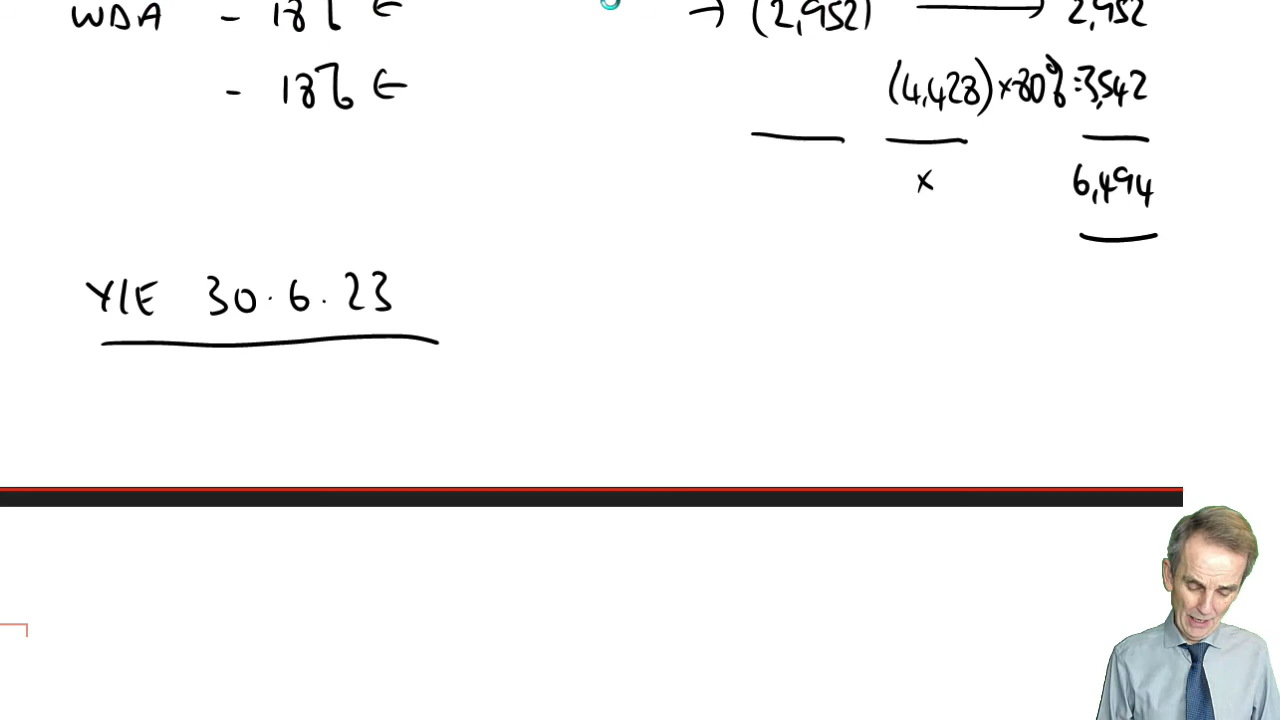 WDA - 18% ← → (2,952) → 2,952
- 18% ← (4,428) × 80% = 3,542
x 6,494
Y/E 30.6.23